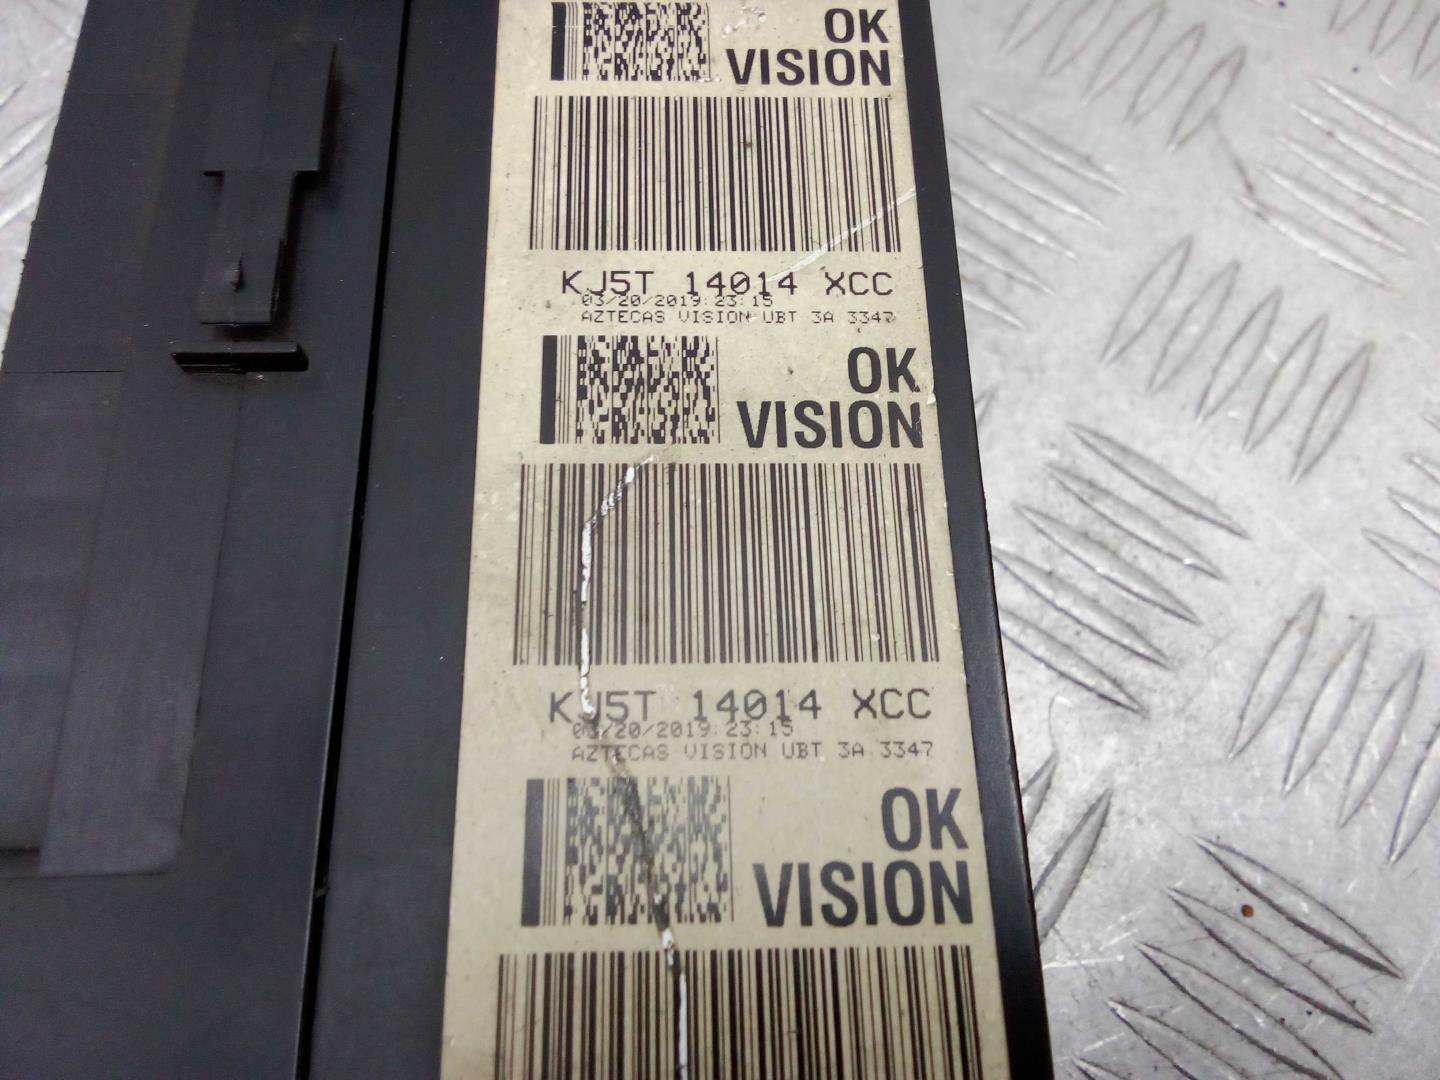 OK
VISION
KJ5T 14014 XCC
03/20/2019 23:15
AZTECAS VISION UBT 3A 3347
OK
VISION
KJ5T 14014 XCC
03/20/2019 23:15
AZTECAS VISION UBT 3A 3347
OK
VISION